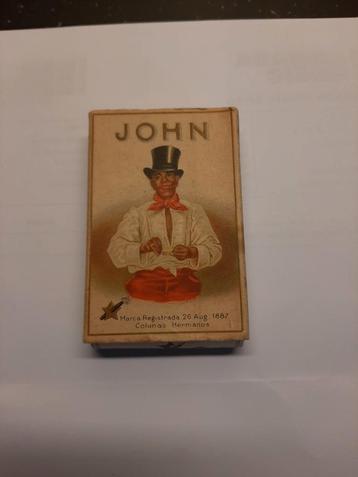 JOHN
Marca Registrada 26 Aug. 1887
Colunas Hermanos